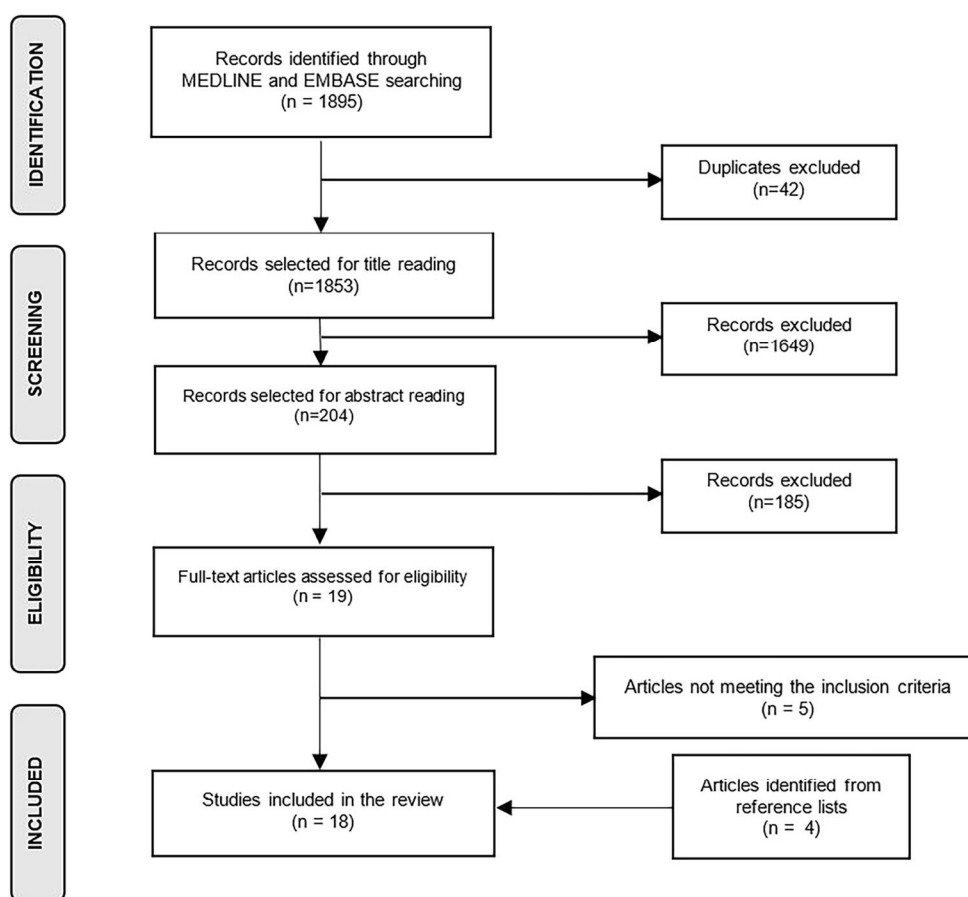 IDENTIFICATION
Records identified through
MEDLINE and EMBASE searching
(n = 1895)
Duplicates excluded
(n=42)
SCREENING
Records selected for title reading
(n=1853)
Records excluded
(n=1649)
Records selected for abstract reading
(n=204)
Records excluded
(n=185)
ELIGIBILITY
Full-text articles assessed for eligibility
(n = 19)
Articles not meeting the inclusion criteria
(n = 5)
INCLUDED
Studies included in the review
(n = 18)
Articles identified from
reference lists
(n = 4)